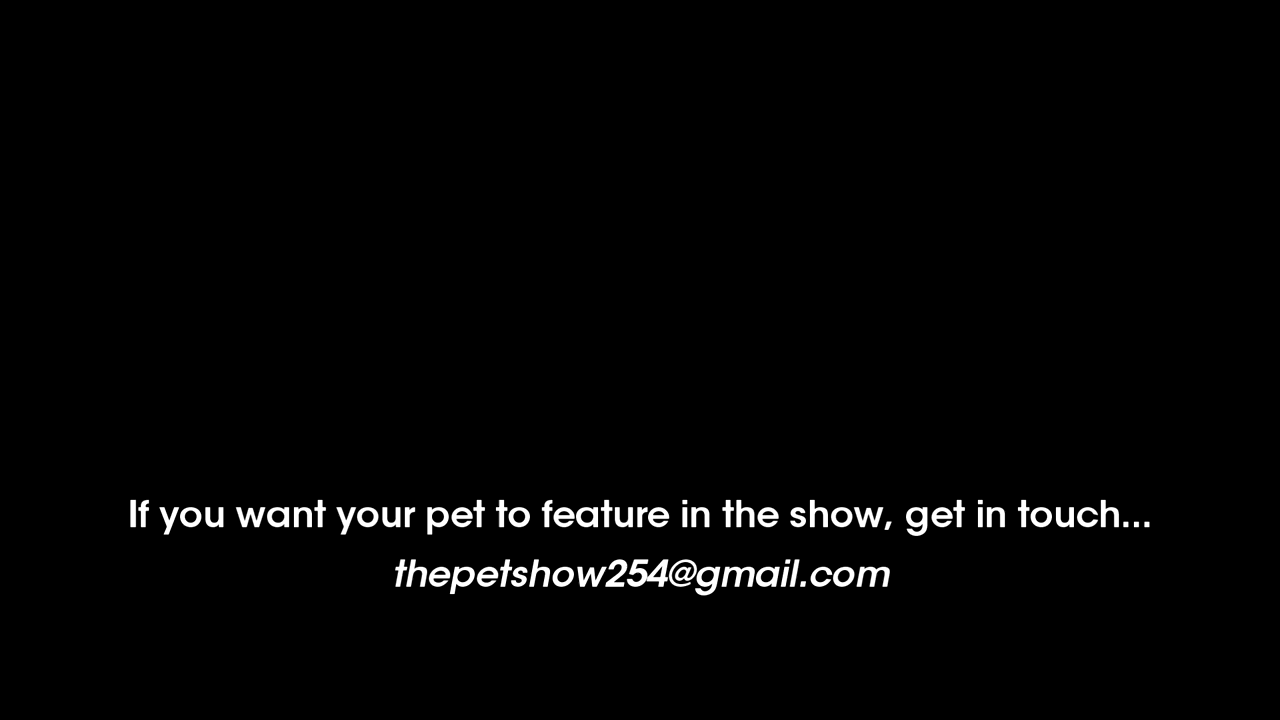 If you want your pet to feature in the show, get in touch...
thepetshow254@gmail.com